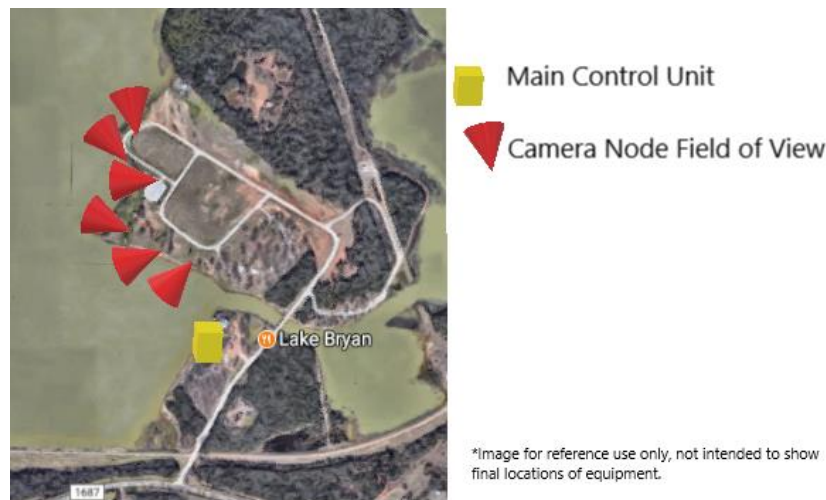 Main Control Unit
Camera Node Field of View
Lake Bryan
1687
*Image for reference use only, not intended to show
final locations of equipment.